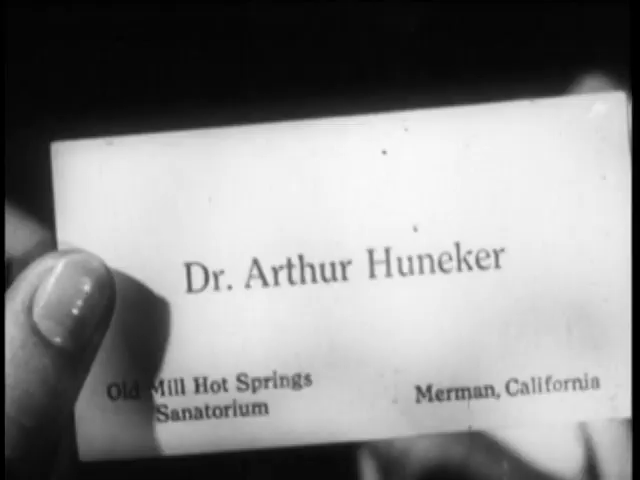 Dr. Arthur Huneker
Old Mill Hot Springs
Sanatorium
Merman, California